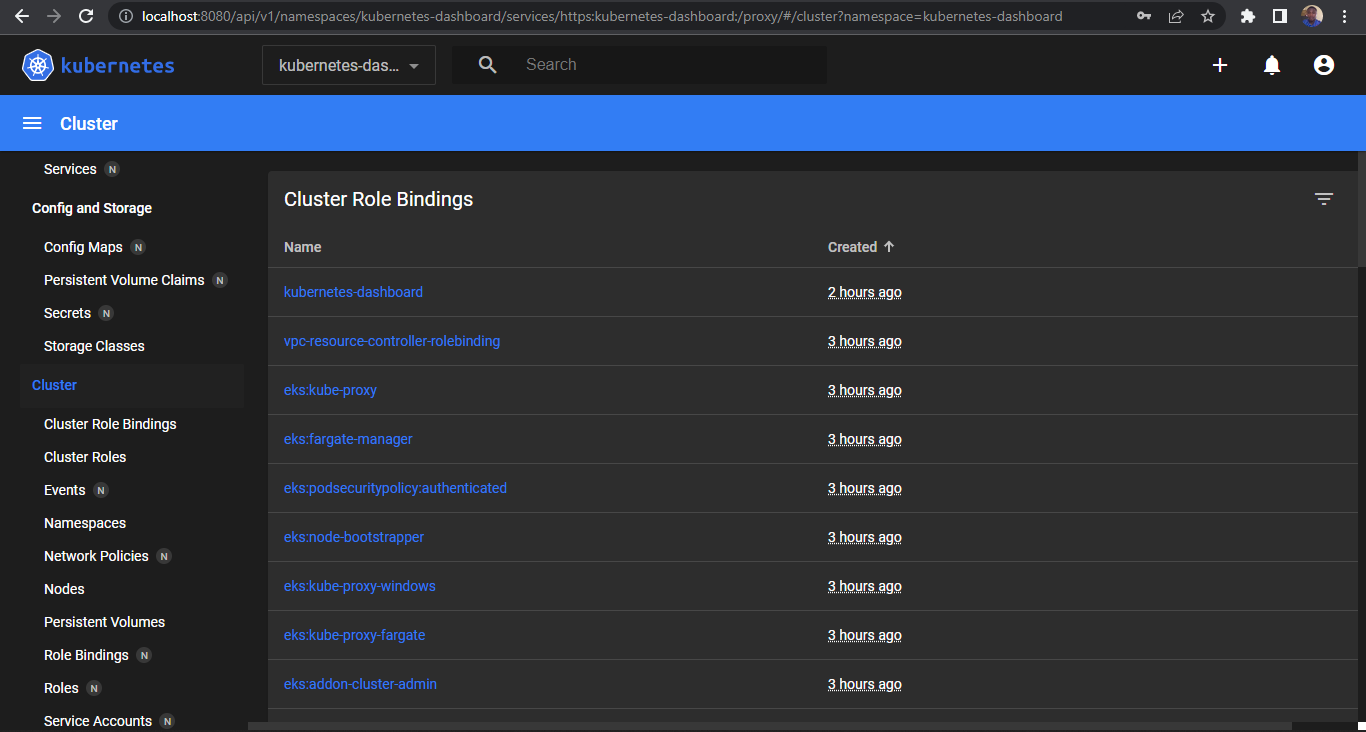 localhost:8080/api/v1/namespaces/kubernetes-dashboard/services/https:kubernetes-dashboard:/proxy/#/cluster?namespace=kubernetes-dashboard
kubernetes
kubernetes-das...
Search
Cluster
Services N
Config and Storage
Config Maps N
Persistent Volume Claims N
Secrets N
Storage Classes
Cluster
Cluster Role Bindings
Cluster Roles
Events N
Namespaces
Network Policies N
Nodes
Persistent Volumes
Role Bindings N
Roles N
Service Accounts N
Cluster Role Bindings
Name Created
kubernetes-dashboard 2 hours ago
vpc-resource-controller-rolebinding 3 hours ago
eks:kube-proxy 3 hours ago
eks:fargate-manager 3 hours ago
eks:podsecuritypolicy:authenticated 3 hours ago
eks:node-bootstrapper 3 hours ago
eks:kube-proxy-windows 3 hours ago
eks:kube-proxy-fargate 3 hours ago
eks:addon-cluster-admin 3 hours ago